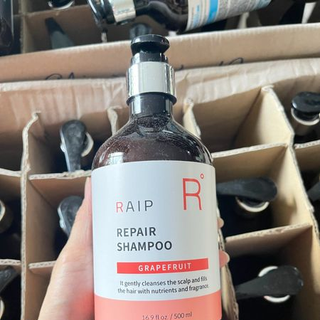 RAIP
R°
REPAIR
SHAMPOO
GRAPEFRUIT
It gently cleanses the scalp and fills
the hair with nutrients and fragrance.
16.9 fl.oz / 500 ml